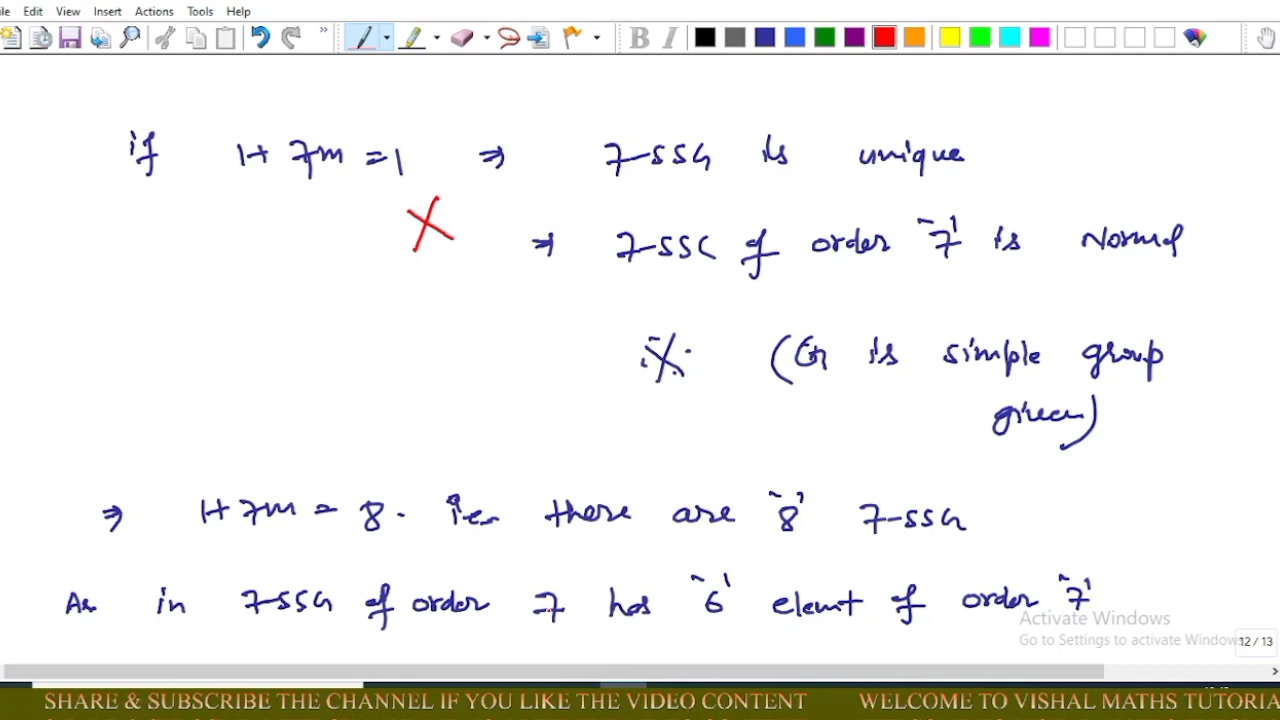 File Edit View Insert Actions Tools Help
if 1+7m=1 ⇒ 7-SSG is unique
⇒ 7-SSG of order '7' is Normal
(G is simple group
given)
⇒ 1+7m = 8. i.e. there are '8' 7-SSG
As in 7-SSG of order 7 has '6' elemt of order '7'
Activate Windows
Go to Settings to activate Windows
12 / 13
SHARE & SUBSCRIBE THE CHANNEL IF YOU LIKE THE VIDEO CONTENT WELCOME TO VISHAL MATHS TUTORIA